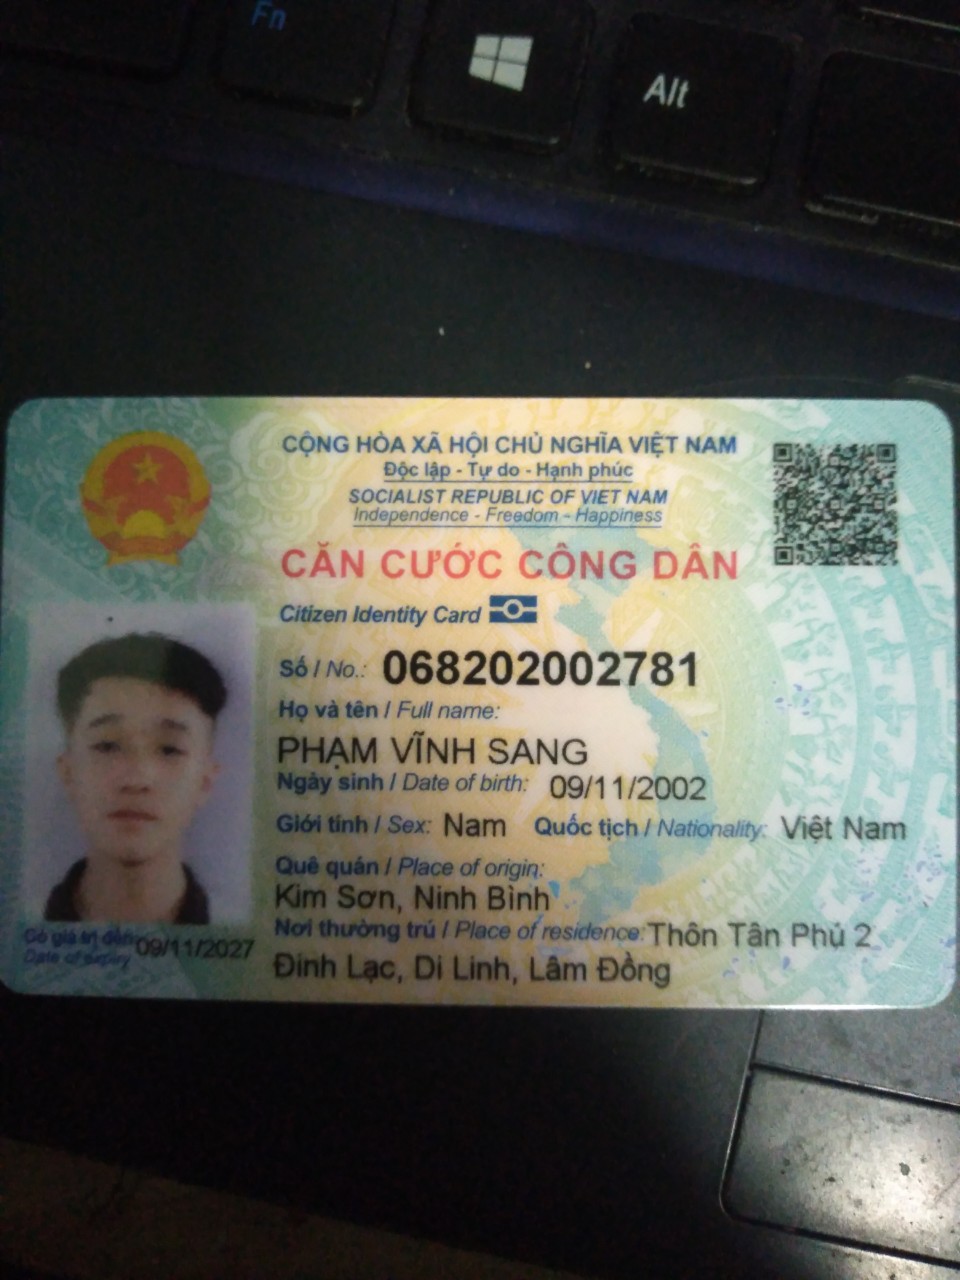 Fn
Alt
CỘNG HÒA XÃ HỘI CHỦ NGHĨA VIỆT NAM
Độc lập - Tự do - Hạnh phúc
SOCIALIST REPUBLIC OF VIET NAM
Independence - Freedom - Happiness
CĂN CƯỚC CÔNG DÂN
Citizen Identity Card
Số / No.: 068202002781
Họ và tên / Full name:
PHẠM VĨNH SANG
Ngày sinh / Date of birth: 09/11/2002
Giới tính / Sex: Nam Quốc tịch / Nationality: Việt Nam
Quê quán / Place of origin:
Kim Sơn, Ninh Bình
Nơi thường trú / Place of residence: Thôn Tân Phú 2
Đinh Lạc, Di Linh, Lâm Đồng
Có giá trị đến: 09/11/2027
Date of expiry